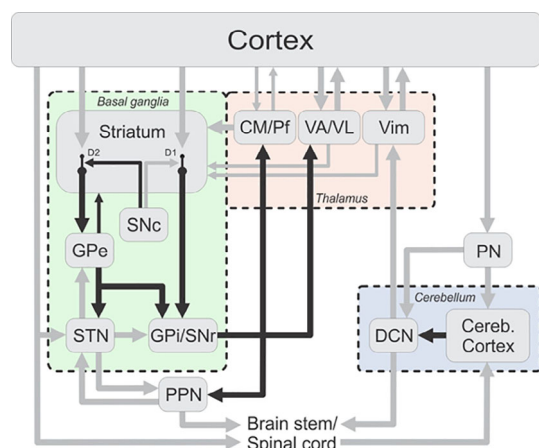 Cortex
Basal ganglia
Striatum
D2
D1
CM/Pf
VA/VL
Vim
Thalamus
SNc
GPe
PN
Cerebellum
STN
GPi/SNr
DCN
Cereb.
Cortex
PPN
Brain stem/
Spinal cord